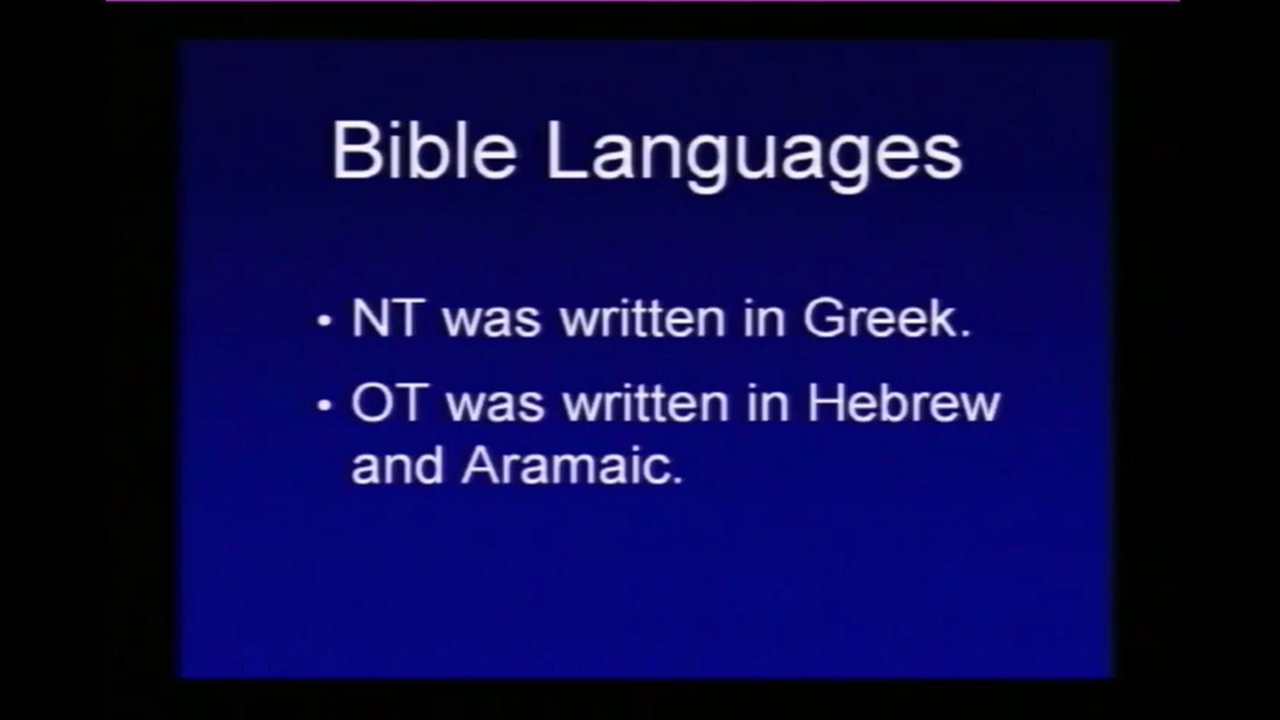 Bible Languages
• NT was written in Greek.
• OT was written in Hebrew
and Aramaic.